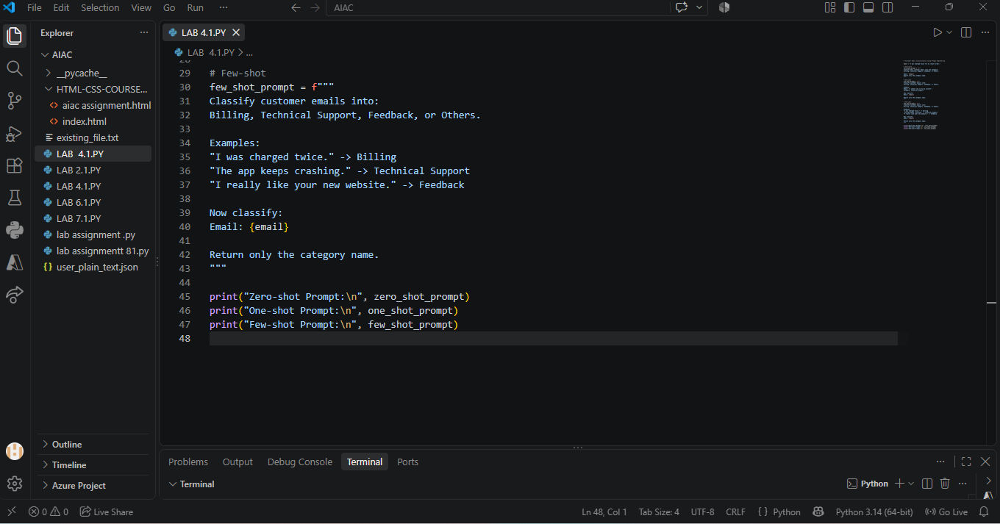 File Edit Selection View Go Run ··· AIAC
Explorer ···
AIAC
__pycache__
HTML-CSS-COURSE...
aiac assignment.html
index.html
existing_file.txt
LAB  4.1.PY
LAB 2.1.PY
LAB 4.1.PY
LAB 6.1.PY
LAB 7.1.PY
lab assignment .py
lab assignmentt 81.py
{} user_plain_text.json
Outline
Timeline
Azure Project
LAB 4.1.PY
LAB  4.1.PY > ...
28
29 # Few-shot
30 few_shot_prompt = f"""
31 Classify customer emails into:
32 Billing, Technical Support, Feedback, or Others.
33
34 Examples:
35 "I was charged twice." -> Billing
36 "The app keeps crashing." -> Technical Support
37 "I really like your new website." -> Feedback
38
39 Now classify:
40 Email: {email}
41
42 Return only the category name.
43 """
44
45 print("Zero-shot Prompt:\n", zero_shot_prompt)
46 print("One-shot Prompt:\n", one_shot_prompt)
47 print("Few-shot Prompt:\n", few_shot_prompt)
48
Problems Output Debug Console Terminal Ports
Terminal
Python
0 0 Live Share
Ln 48, Col 1 Tab Size: 4 UTF-8 CRLF {} Python Python 3.14 (64-bit) Go Live